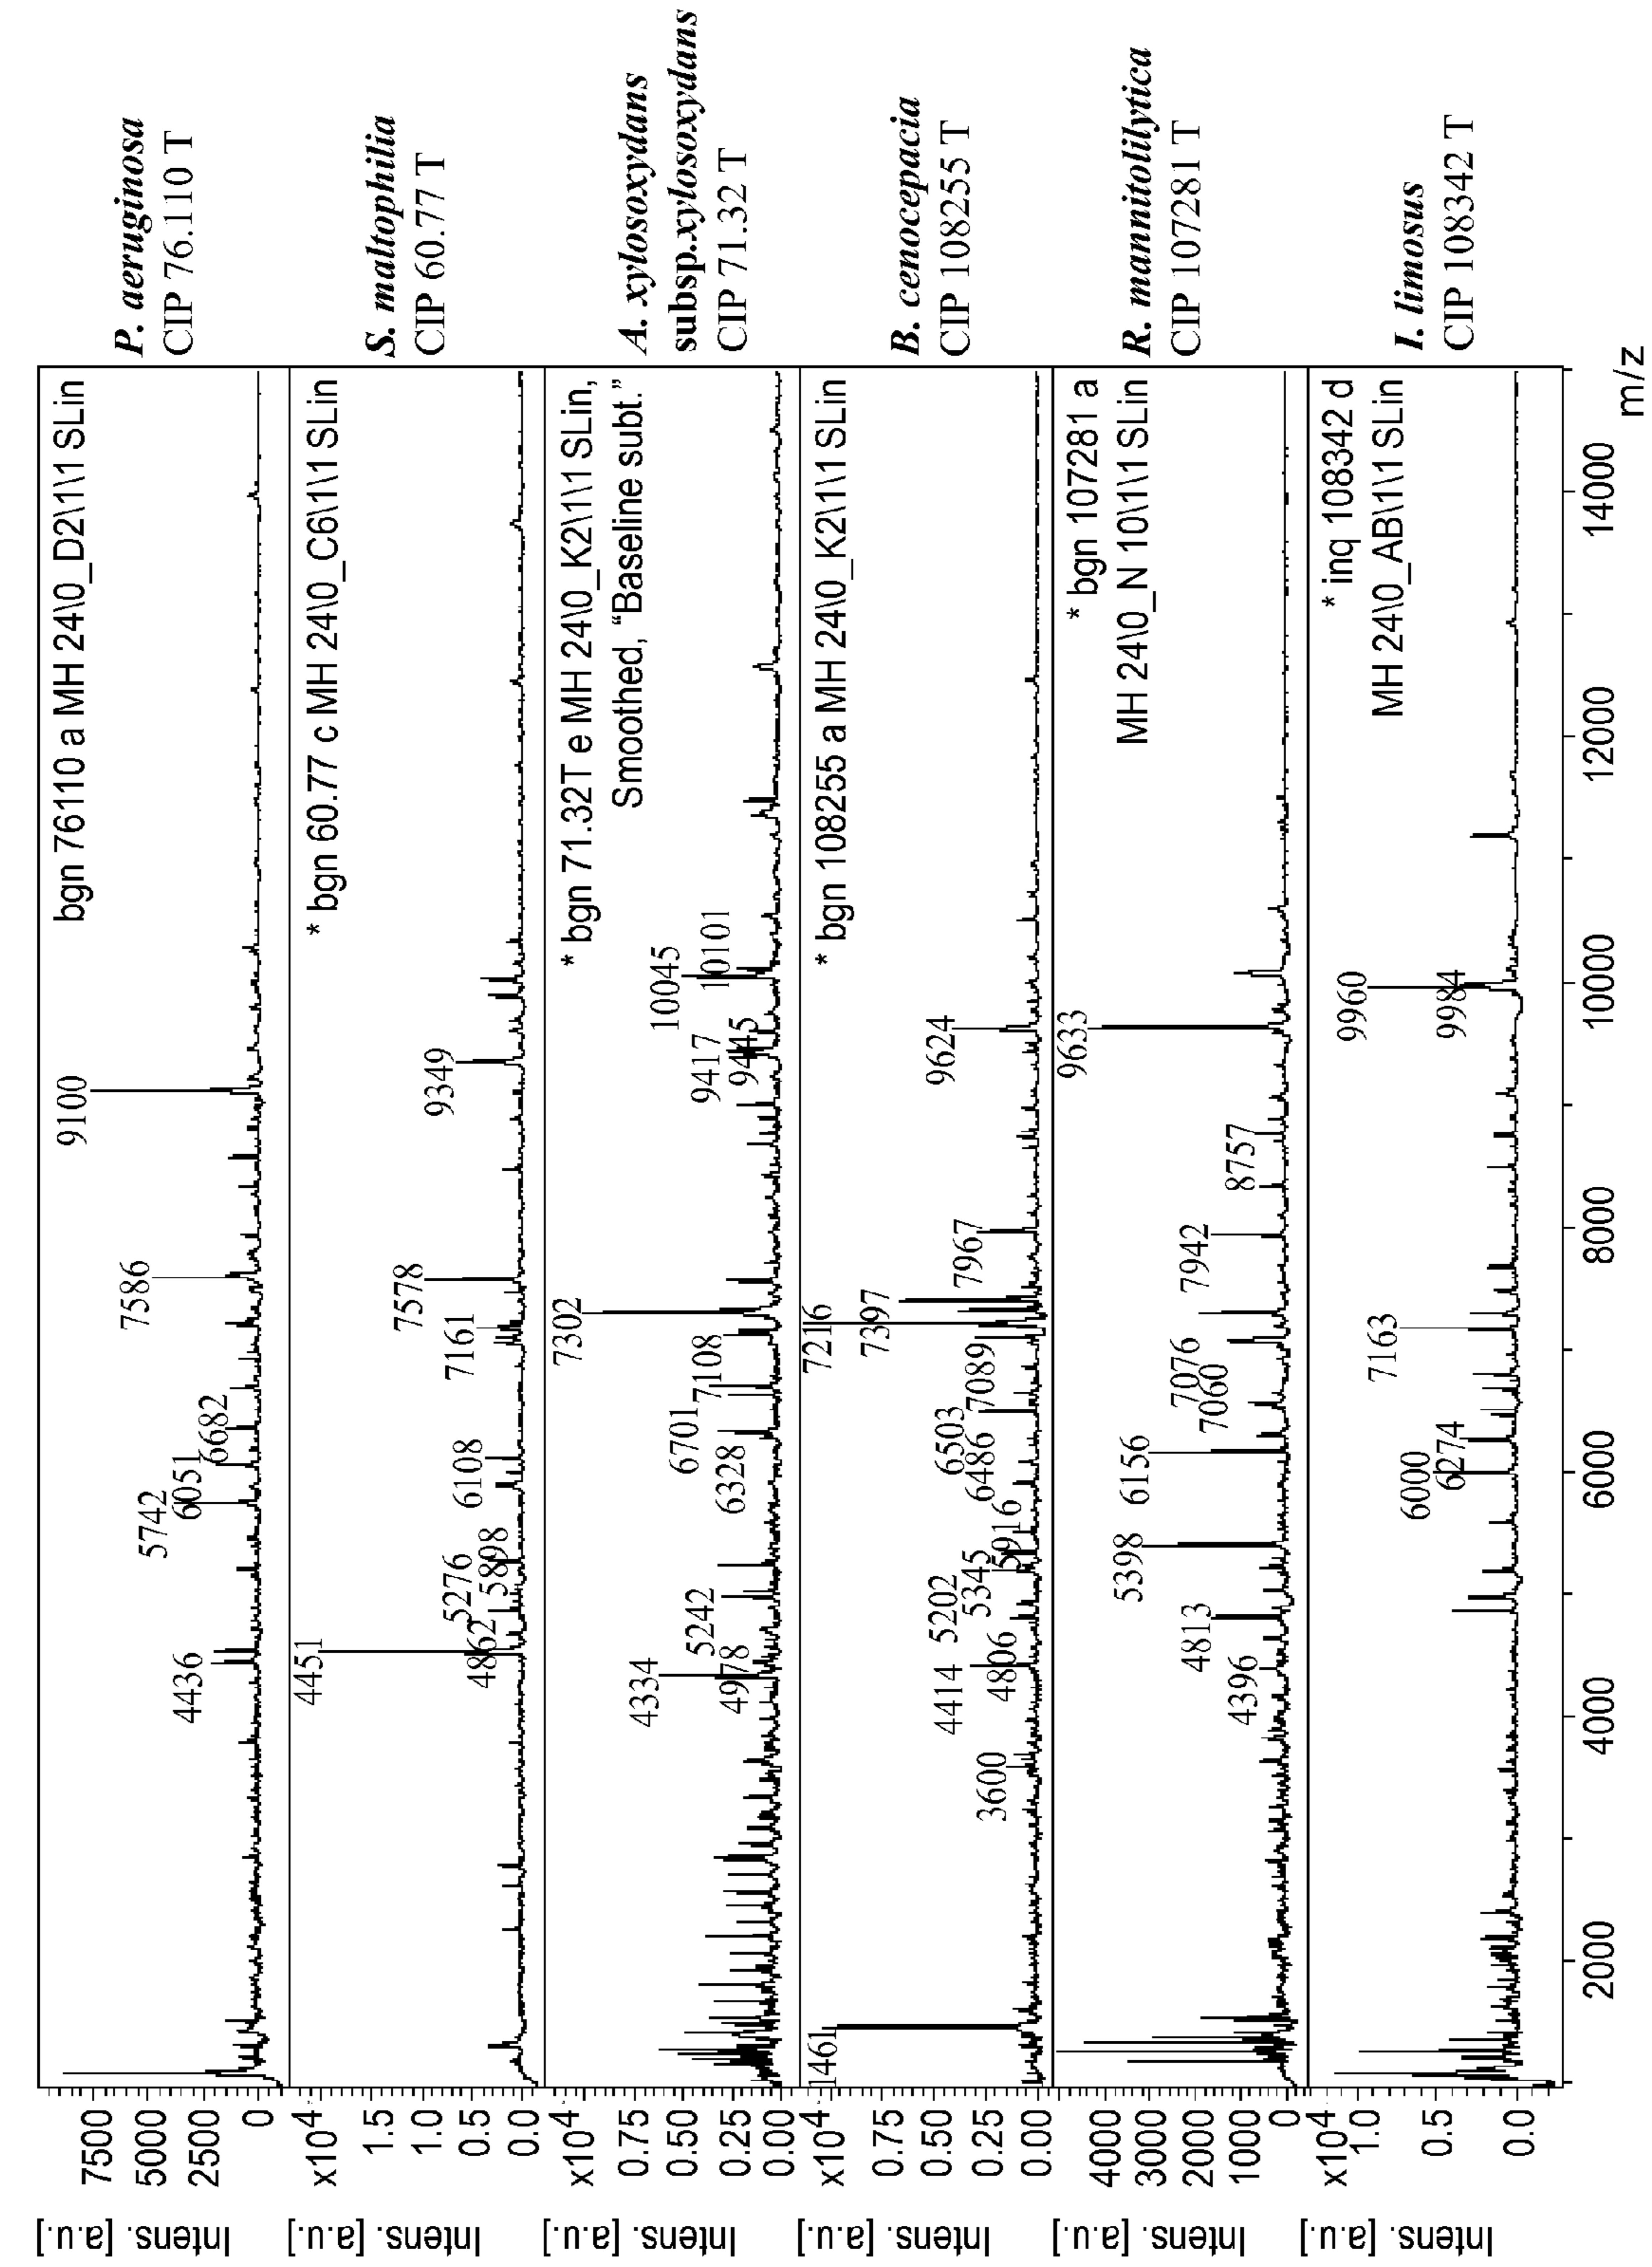 Intens. [a.u.]
7500
5000
2500
0
bgn 76110 a MH 24\0_D2\1\1 SLin
4436
5742
6051
6682
7586
9100
P. aeruginosa
CIP 76.110 T
Intens. [a.u.]
x10⁴
1.5
1.0
0.5
0.0
* bgn 60.77 c MH 24\0_C6\1\1 SLin
4451
4862
5276
5898
6108
7161
7578
9349
S. maltophilia
CIP 60.77 T
Intens. [a.u.]
x10⁴
0.75
0.50
0.25
0.00
* bgn 71.32T e MH 24\0_K2\1\1 SLin,
Smoothed, “Baseline subt.”
4334
4978
5242
6328
6701
7108
7302
9417
9445
10045
10101
A. xylosoxydans
subsp.xylosoxydans
CIP 71.32 T
Intens. [a.u.]
x10⁴
0.75
0.50
0.25
0.00
* bgn 108255 a MH 24\0_K2\1\1 SLin
1461
3600
4414
4806
5202
5345
5916
6486
6503
7089
7216
7397
7967
9624
B. cenocepacia
CIP 108255 T
Intens. [a.u.]
4000
3000
2000
1000
0
* bgn 107281 a
MH 24\0_N 10\1\1 SLin
4396
4813
5398
6156
7060
7076
7942
8757
9633
R. mannitolilytica
CIP 107281 T
Intens. [a.u.]
x10⁴
1.0
0.5
0.0
* inq 108342 d
MH 24\0_AB\1\1 SLin
6000
6274
7163
9960
9984
I. limosus
CIP 108342 T
2000
4000
6000
8000
10000
12000
14000
m/z